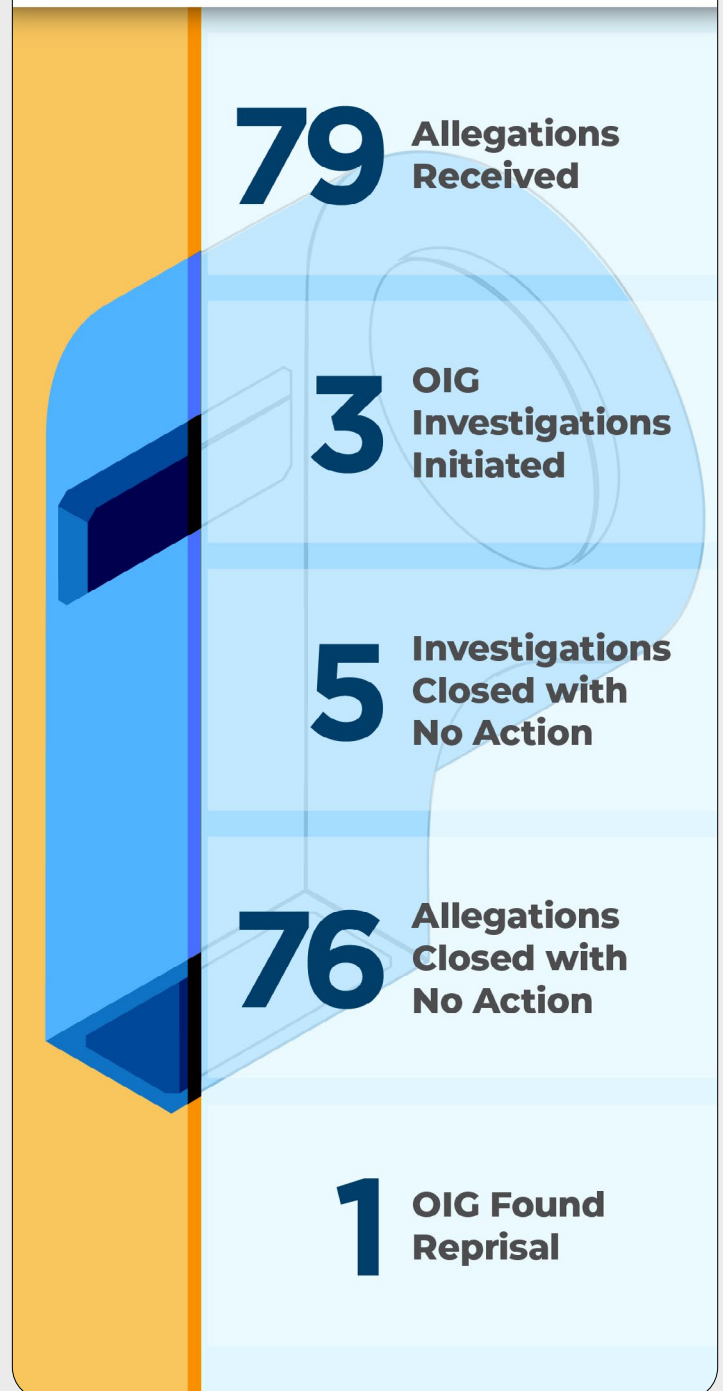 79 Allegations
Received
3 OIG
Investigations
Initiated
5 Investigations
Closed with
No Action
76 Allegations
Closed with
No Action
1 OIG Found
Reprisal